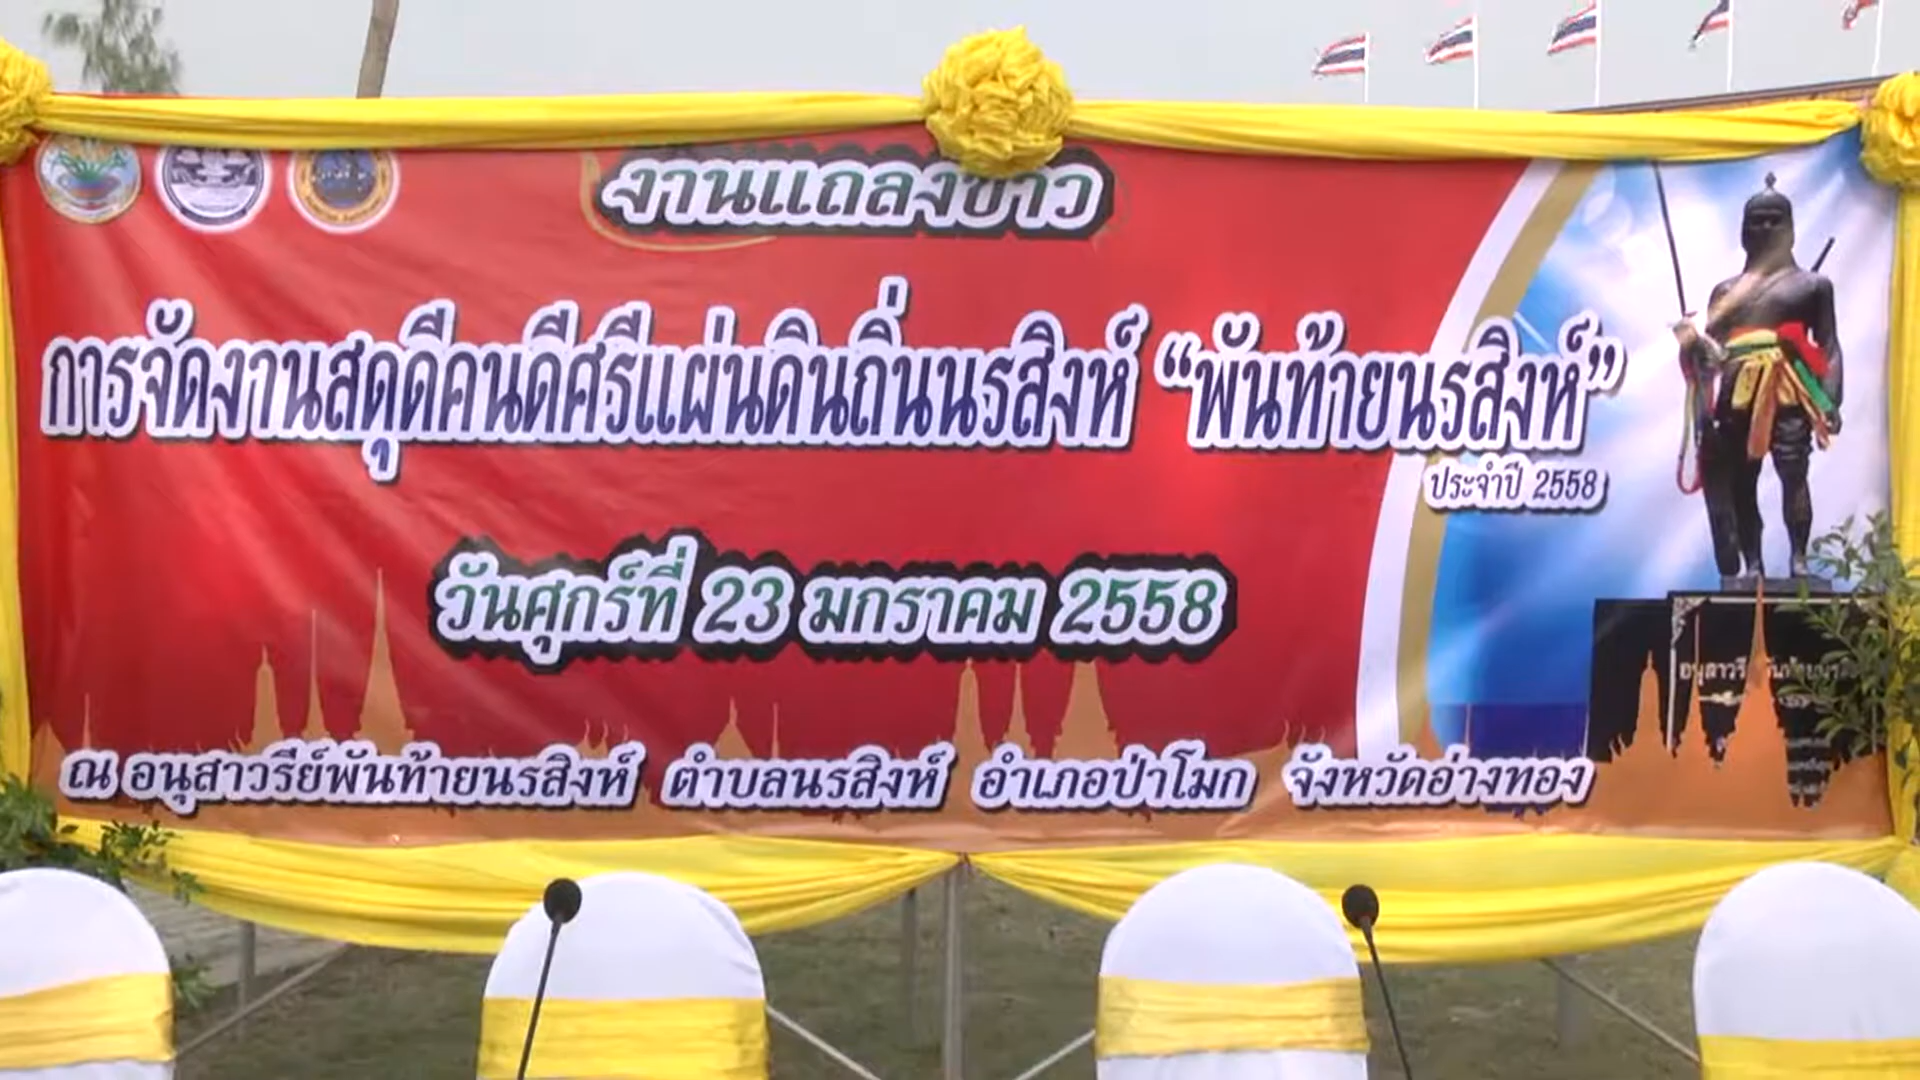 งานแถลงข่าว
การจัดงานสดุดีคนดีศรีแผ่นดินถิ่นนรสิงห์ “พันท้ายนรสิงห์”
ประจำปี 2558
วันศุกร์ที่ 23 มกราคม 2558
ณ อนุสาวรีย์พันท้ายนรสิงห์ ตำบลนรสิงห์ อำเภอป่าโมก จังหวัดอ่างทอง